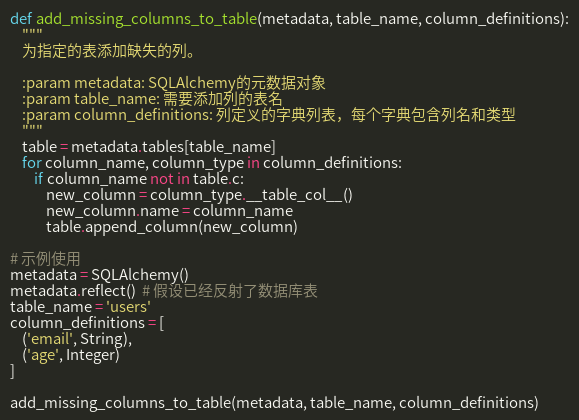 def add_missing_columns_to_table(metadata, table_name, column_definitions):
    """
    为指定的表添加缺失的列。

    :param metadata: SQLAlchemy的元数据对象
    :param table_name: 需要添加列的表名
    :param column_definitions: 列定义的字典列表，每个字典包含列名和类型
    """
    table = metadata.tables[table_name]
    for column_name, column_type in column_definitions:
        if column_name not in table.c:
            new_column = column_type.__table_col__()
            new_column.name = column_name
            table.append_column(new_column)

# 示例使用
metadata = SQLAlchemy()
metadata.reflect()  # 假设已经反射了数据库表
table_name = 'users'
column_definitions = [
    ('email', String),
    ('age', Integer)
]

add_missing_columns_to_table(metadata, table_name, column_definitions)